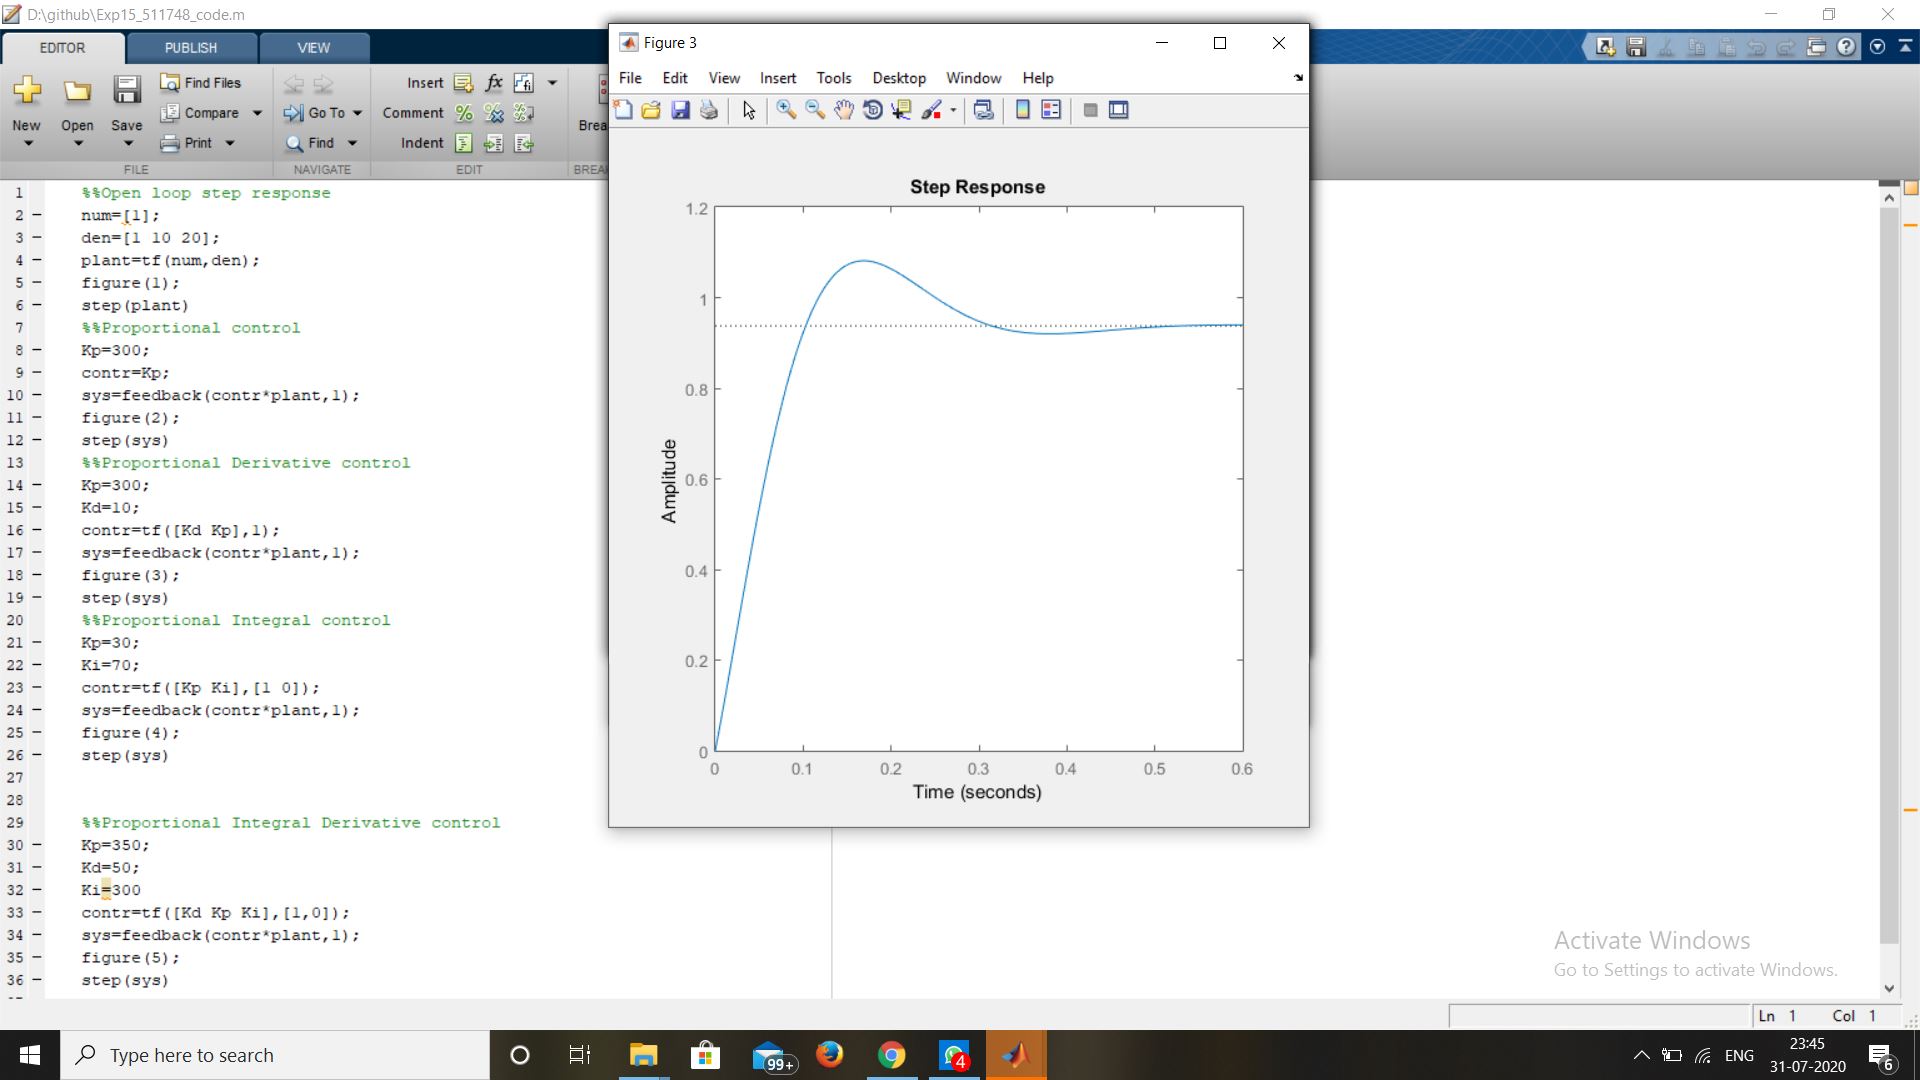 D:\github\Exp15_511748_code.m
EDITOR PUBLISH VIEW
New Open Save
Find Files
Compare
Print
FILE
Go To
Find
NAVIGATE
Insert
Comment
Indent
EDIT
1 %%Open loop step response
2 num=[1];
3 den=[1 10 20];
4 plant=tf(num,den);
5 figure(1);
6 step(plant)
7 %%Proportional control
8 Kp=300;
9 contr=Kp;
10 sys=feedback(contr*plant,1);
11 figure(2);
12 step(sys)
13 %%Proportional Derivative control
14 Kp=300;
15 Kd=10;
16 contr=tf([Kd Kp],1);
17 sys=feedback(contr*plant,1);
18 figure(3);
19 step(sys)
20 %%Proportional Integral control
21 Kp=30;
22 Ki=70;
23 contr=tf([Kp Ki],[1 0]);
24 sys=feedback(contr*plant,1);
25 figure(4);
26 step(sys)
27
28
29 %%Proportional Integral Derivative control
30 Kp=350;
31 Kd=50;
32 Ki=300
33 contr=tf([Kd Kp Ki],[1,0]);
34 sys=feedback(contr*plant,1);
35 figure(5);
36 step(sys)
Figure 3
File Edit View Insert Tools Desktop Window Help
Step Response
1.2
1
0.8
0.6
0.4
0.2
0
Amplitude
0 0.1 0.2 0.3 0.4 0.5 0.6
Time (seconds)
Activate Windows
Go to Settings to activate Windows.
Ln 1 Col 1
Type here to search
99+
4
ENG
23:45
31-07-2020
6